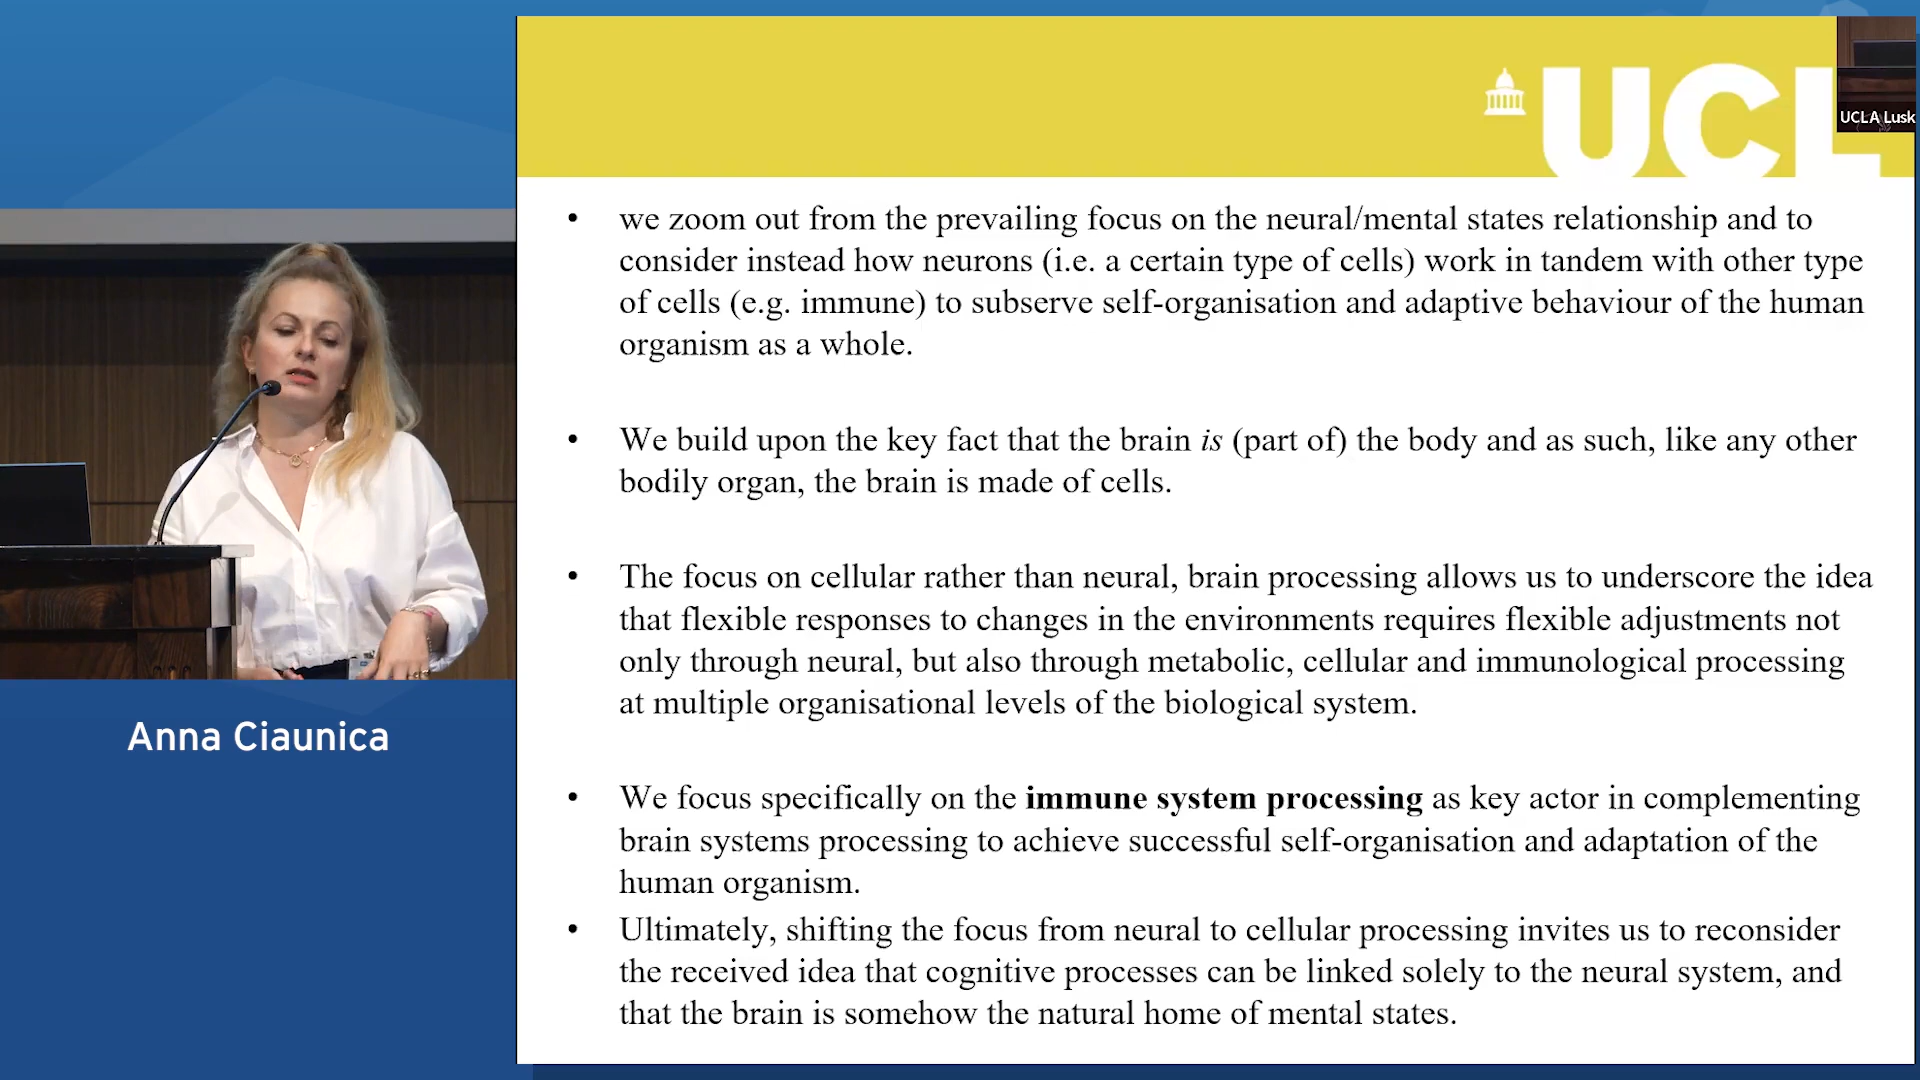 UCL
UCLA Lusk
• we zoom out from the prevailing focus on the neural/mental states relationship and to
consider instead how neurons (i.e. a certain type of cells) work in tandem with other type
of cells (e.g. immune) to subserve self-organisation and adaptive behaviour of the human
organism as a whole.
• We build upon the key fact that the brain is (part of) the body and as such, like any other
bodily organ, the brain is made of cells.
• The focus on cellular rather than neural, brain processing allows us to underscore the idea
that flexible responses to changes in the environments requires flexible adjustments not
only through neural, but also through metabolic, cellular and immunological processing
at multiple organisational levels of the biological system.
• We focus specifically on the immune system processing as key actor in complementing
brain systems processing to achieve successful self-organisation and adaptation of the
human organism.
• Ultimately, shifting the focus from neural to cellular processing invites us to reconsider
the received idea that cognitive processes can be linked solely to the neural system, and
that the brain is somehow the natural home of mental states.
Anna Ciaunica